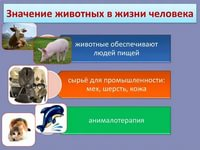 Значение животных в жизни человека
животные обеспечивают
людей пищей
сырьё для промышленности:
мех, шерсть, кожа
анималотерапия